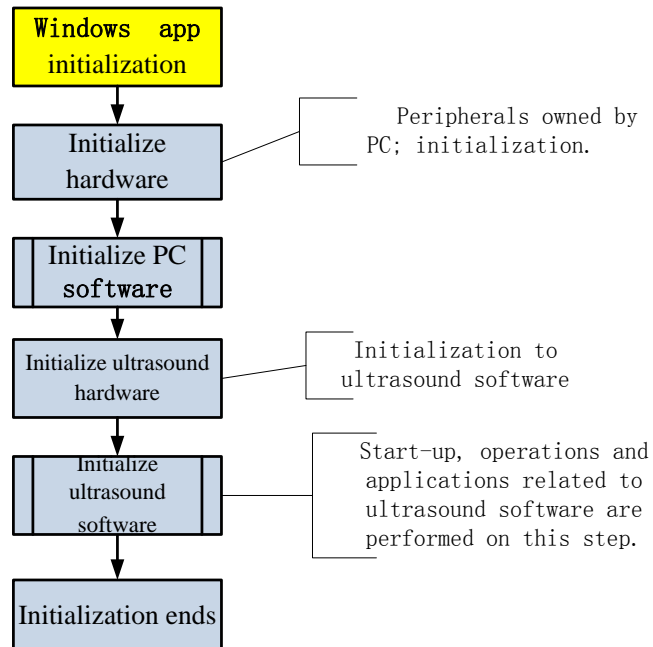 Windows app
initialization
Initialize
hardware
Peripherals owned by
PC; initialization.
Initialize PC
software
Initialize ultrasound
hardware
Initialization to
ultrasound software
Initialize
ultrasound
software
Start-up, operations and
applications related to
ultrasound software are
performed on this step.
Initialization ends